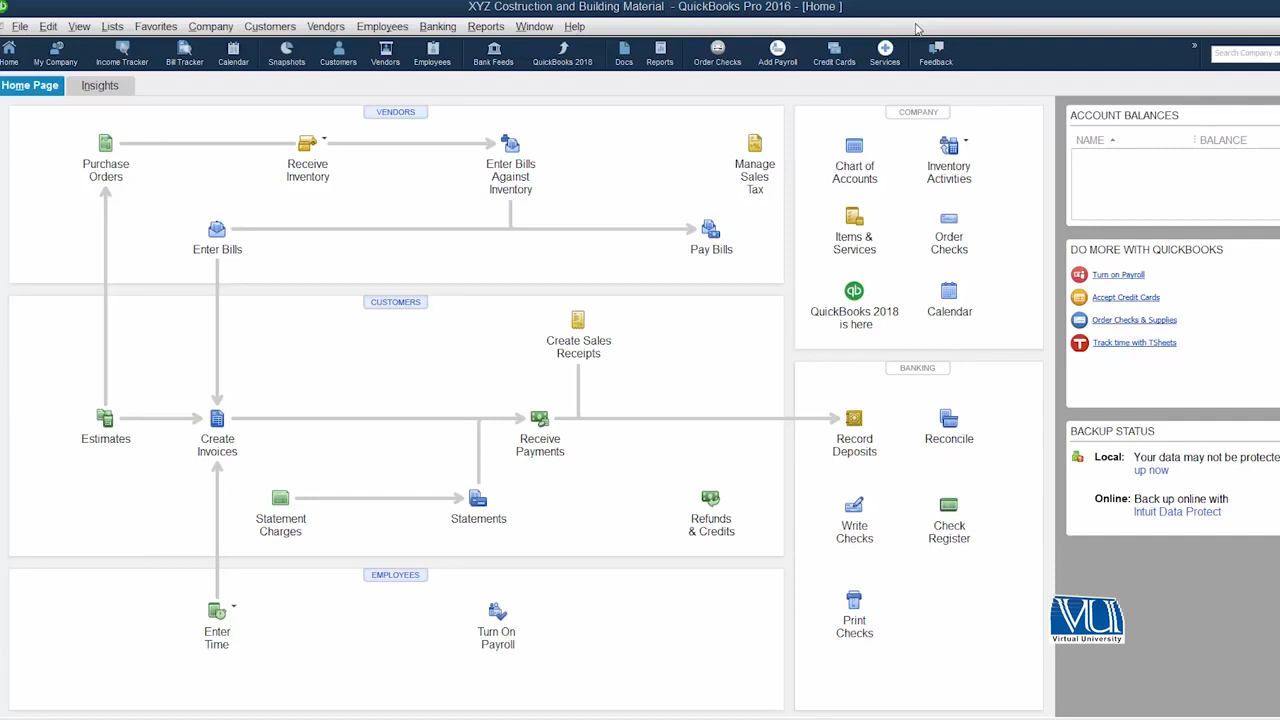 XYZ Costruction and Building Material - QuickBooks Pro 2016 - [Home ]
File Edit View Lists Favorites Company Customers Vendors Employees Banking Reports Window Help
Home My Company Income Tracker Bill Tracker Calendar Snapshots Customers Vendors Employees Bank Feeds QuickBooks 2018 Docs Reports Order Checks Add Payroll Credit Cards Services Feedback
Search Company or
Home Page Insights
VENDORS
Purchase Orders
Receive Inventory
Enter Bills Against Inventory
Manage Sales Tax
Enter Bills
Pay Bills
CUSTOMERS
Create Sales Receipts
Estimates
Create Invoices
Receive Payments
Statement Charges
Statements
Refunds & Credits
EMPLOYEES
Enter Time
Turn On Payroll
COMPANY
Chart of Accounts
Inventory Activities
Items & Services
Order Checks
QuickBooks 2018 is here
Calendar
BANKING
Record Deposits
Reconcile
Write Checks
Check Register
Print Checks
ACCOUNT BALANCES
NAME BALANCE
DO MORE WITH QUICKBOOKS
Turn on Payroll
Accept Credit Cards
Order Checks & Supplies
Track time with TSheets
BACKUP STATUS
Local: Your data may not be protecte
up now
Online: Back up online with
Intuit Data Protect
VU
Virtual University